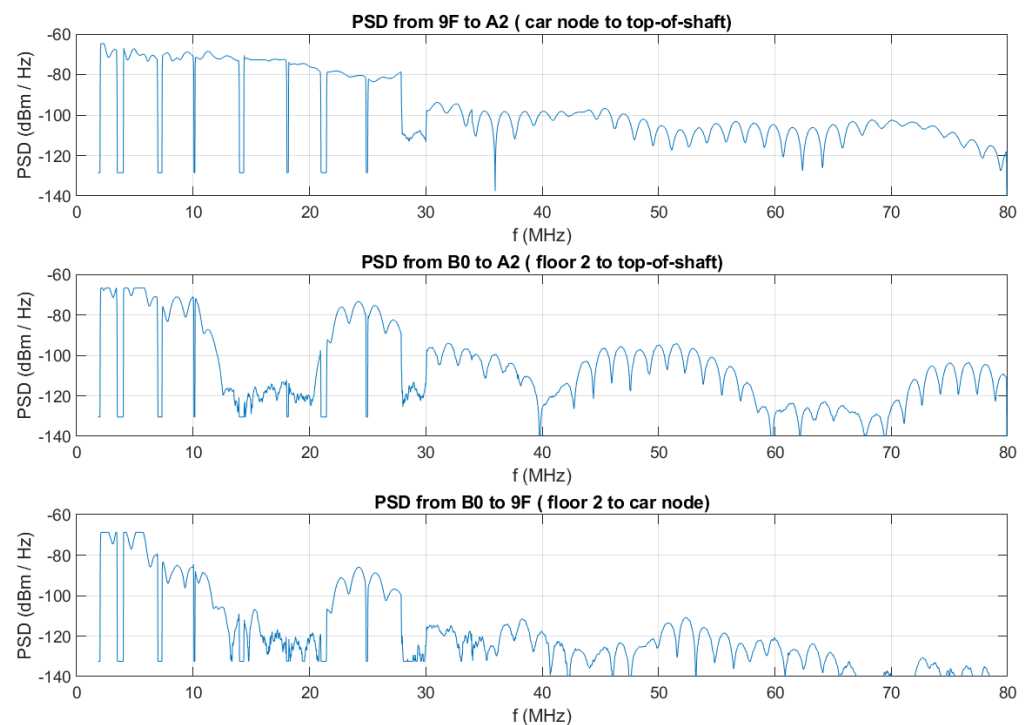 PSD from 9F to A2 ( car node to top-of-shaft)
PSD (dBm / Hz)
-60
-80
-100
-120
-140
0 10 20 30 40 50 60 70 80
f (MHz)
PSD from B0 to A2 ( floor 2 to top-of-shaft)
PSD (dBm / Hz)
-60
-80
-100
-120
-140
0 10 20 30 40 50 60 70 80
f (MHz)
PSD from B0 to 9F ( floor 2 to car node)
PSD (dBm / Hz)
-60
-80
-100
-120
-140
0 10 20 30 40 50 60 70 80
f (MHz)